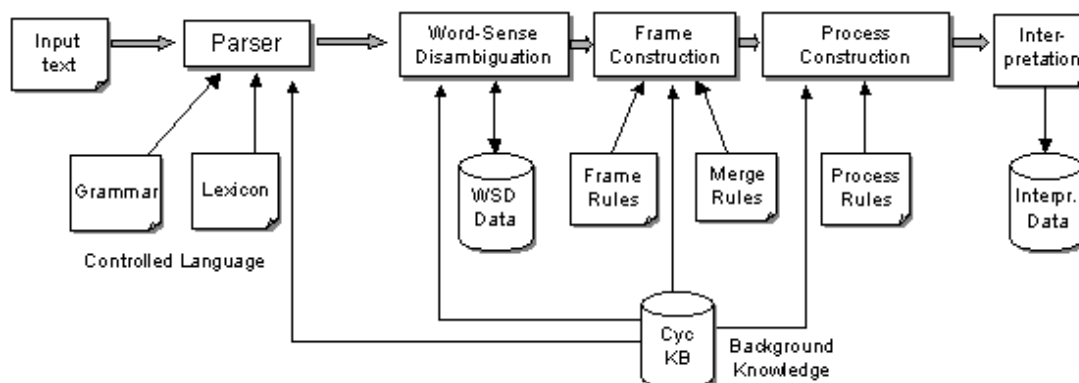 Input
text
Parser
Word-Sense
Disambiguation
Frame
Construction
Process
Construction
Inter-
pretation
Grammar
Lexicon
WSD
Data
Frame
Rules
Merge
Rules
Process
Rules
Interpr.
Data
Controlled Language
Cyc
KB
Background
Knowledge